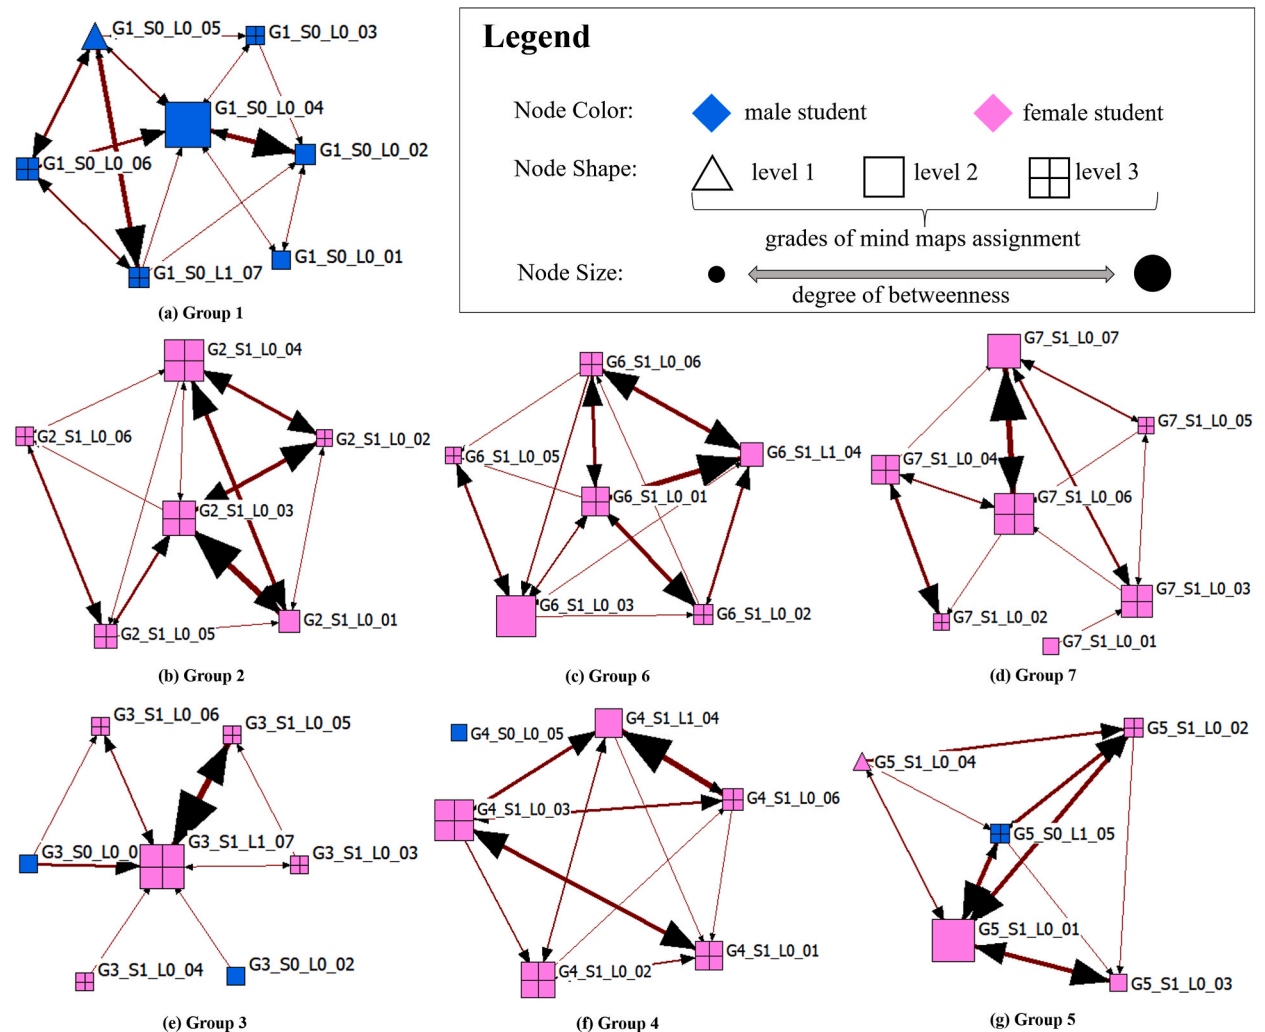 G1_S0_L0_05
G1_S0_L0_03
G1_S0_L0_04
G1_S0_L0_02
G1_S0_L0_06
G1_S0_L0_01
G1_S0_L1_07
(a) Group 1
Legend
Node Color:
male student
female student
Node Shape:
level 1
level 2
level 3
grades of mind maps assignment
Node Size:
degree of betweenness
G2_S1_L0_04
G2_S1_L0_06
G2_S1_L0_02
G2_S1_L0_03
G2_S1_L0_01
G2_S1_L0_05
(b) Group 2
G6_S1_L0_06
G6_S1_L0_05
G6_S1_L1_04
G6_S1_L0_01
G6_S1_L0_03
G6_S1_L0_02
(c) Group 6
G7_S1_L0_07
G7_S1_L0_05
G7_S1_L0_04
G7_S1_L0_06
G7_S1_L0_03
G7_S1_L0_02
G7_S1_L0_01
(d) Group 7
G3_S1_L0_06
G3_S1_L0_05
G3_S1_L1_07
G3_S0_L0_0
G3_S1_L0_03
G3_S1_L0_04
G3_S0_L0_02
(e) Group 3
G4_S1_L1_04
G4_S0_L0_05
G4_S1_L0_06
G4_S1_L0_03
G4_S1_L0_01
G4_S1_L0_02
(f) Group 4
G5_S1_L0_02
G5_S1_L0_04
G5_S0_L1_05
G5_S1_L0_01
G5_S1_L0_03
(g) Group 5